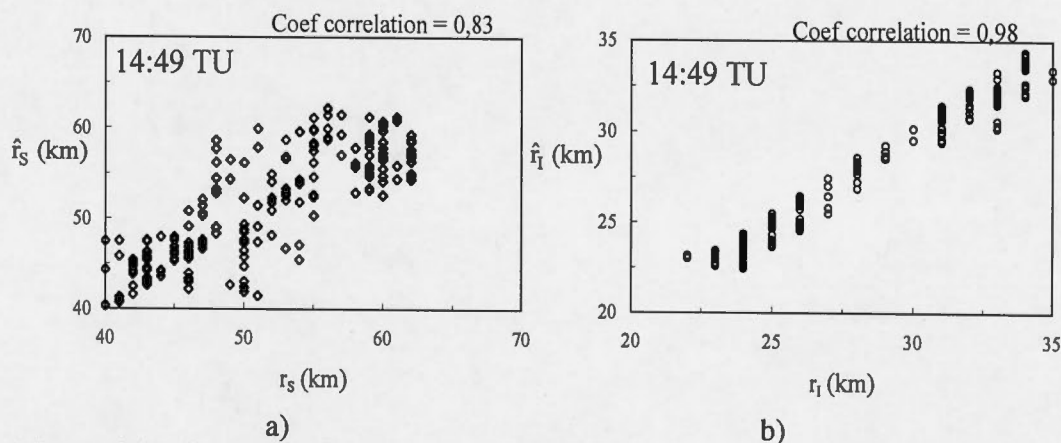 Coef correlation = 0,83
14:49 TU
70
60
50
40
r̂S (km)
40
50
60
70
rS (km)
a)
Coef correlation = 0,98
14:49 TU
35
30
25
20
r̂I (km)
20
25
30
35
rI (km)
b)